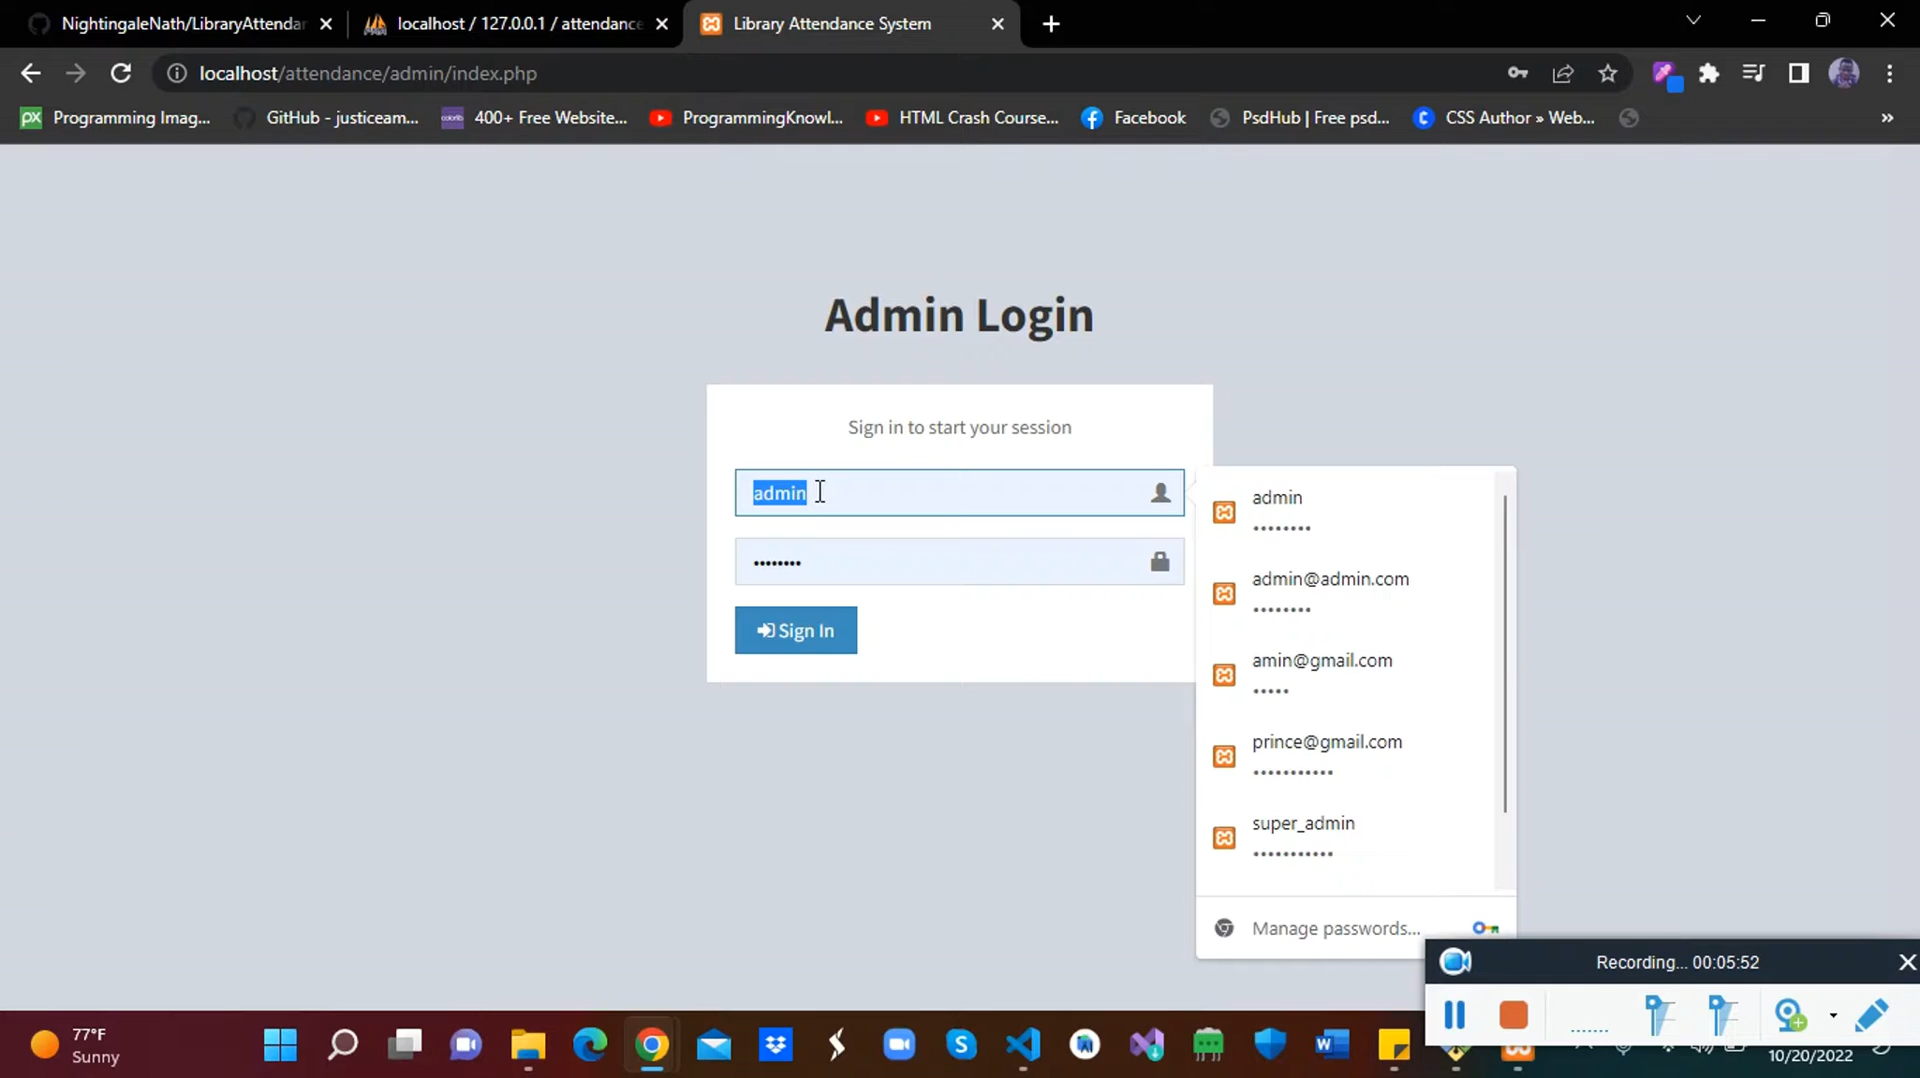 NightingaleNath/LibraryAttendan
localhost / 127.0.0.1 / attendance
Library Attendance System
localhost/attendance/admin/index.php
Programming Imag...
GitHub - justiceam...
400+ Free Website...
ProgrammingKnowl...
HTML Crash Course...
Facebook
PsdHub | Free psd...
CSS Author » Web...
»
Admin Login
Sign in to start your session
admin
••••••••
Sign In
admin
••••••••
admin@admin.com
••••••••
amin@gmail.com
•••••
prince@gmail.com
•••••••••••
super_admin
•••••••••••
Manage passwords...
Recording... 00:05:52
77°F
Sunny
10/20/2022